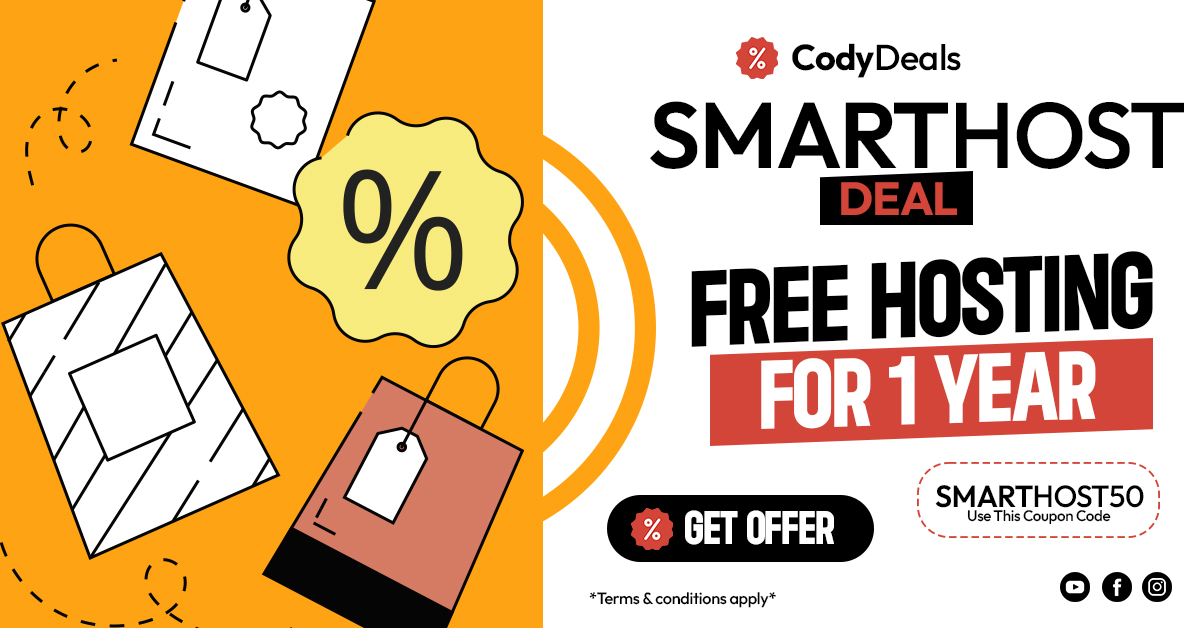 %
CodyDeals
SMARTHOST
DEAL
FREE HOSTING
FOR 1 YEAR
SMARTHOST50
Use This Coupon Code
% GET OFFER
*Terms & conditions apply*